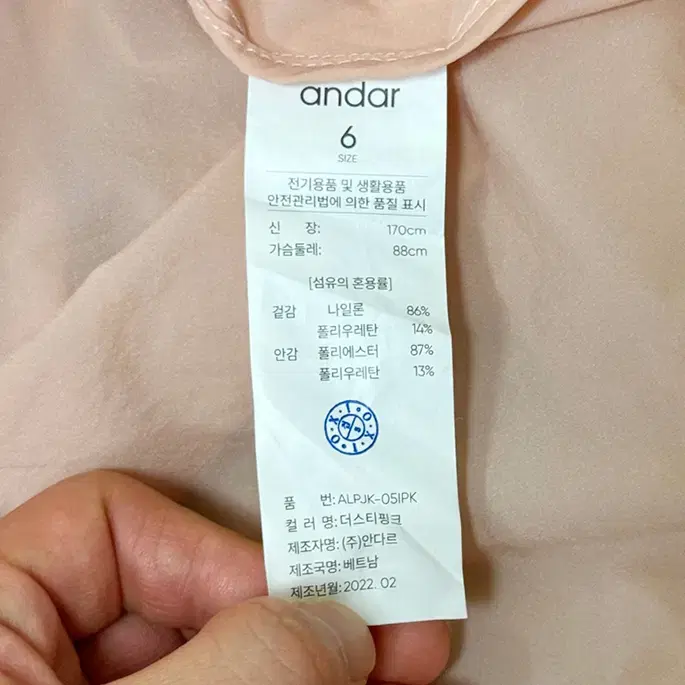 andar
6
SIZE
전기용품 및 생활용품
안전관리법에 의한 품질 표시
신 장: 170cm
가슴둘레: 88cm
[섬유의 혼용률]
겉감 나일론 86%
폴리우레탄 14%
안감 폴리에스터 87%
폴리우레탄 13%
품 번: ALPJK-05IPK
컬 러 명: 더스티핑크
제조자명: (주)안다르
제조국명: 베트남
제조년월: 2022. 02